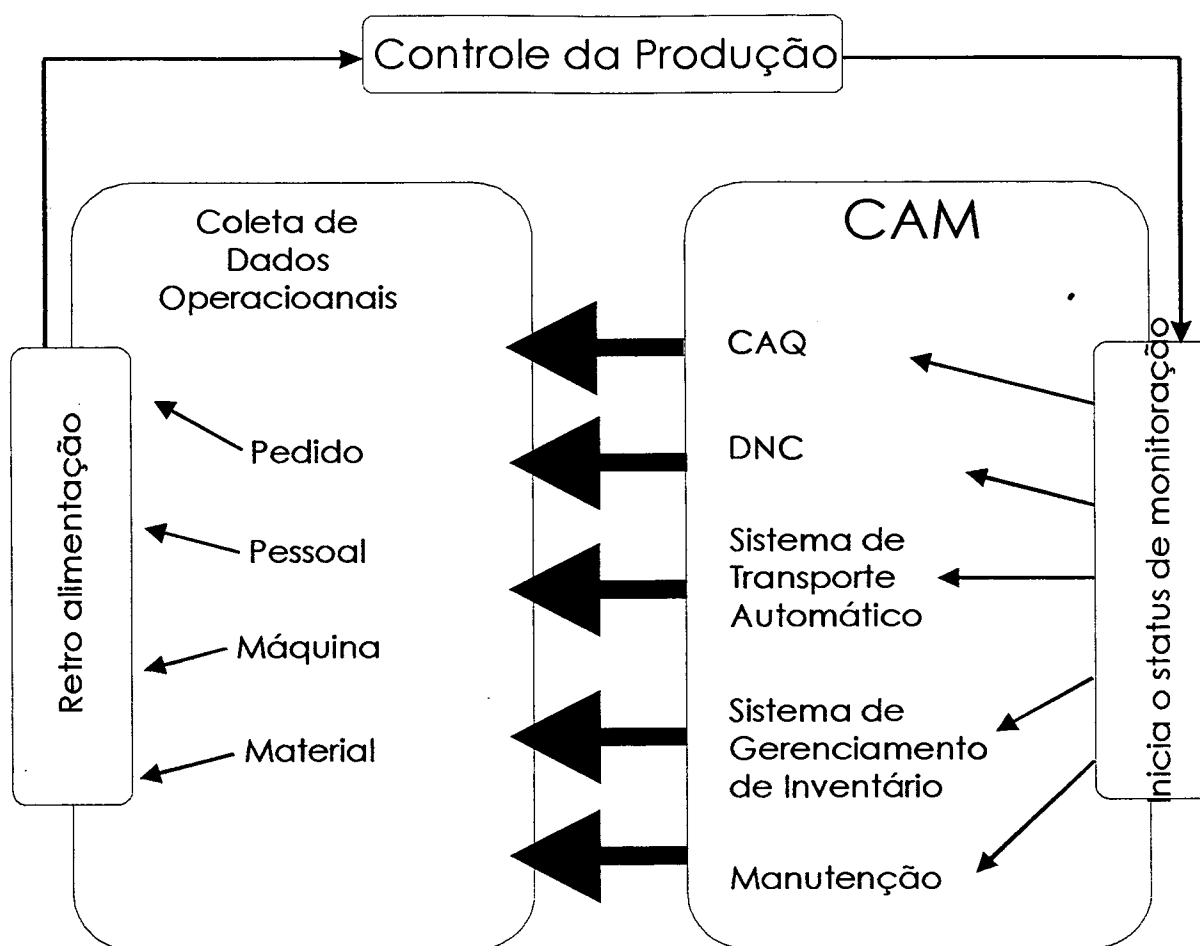 Controle da Produção
Coleta de
Dados
Operacioanais
Retro alimentação
Pedido
Pessoal
Máquina
Material
CAM
CAQ
DNC
Sistema de
Transporte
Automático
Sistema de
Gerenciamento
de Inventário
Manutenção
Inicia o status de monitoração